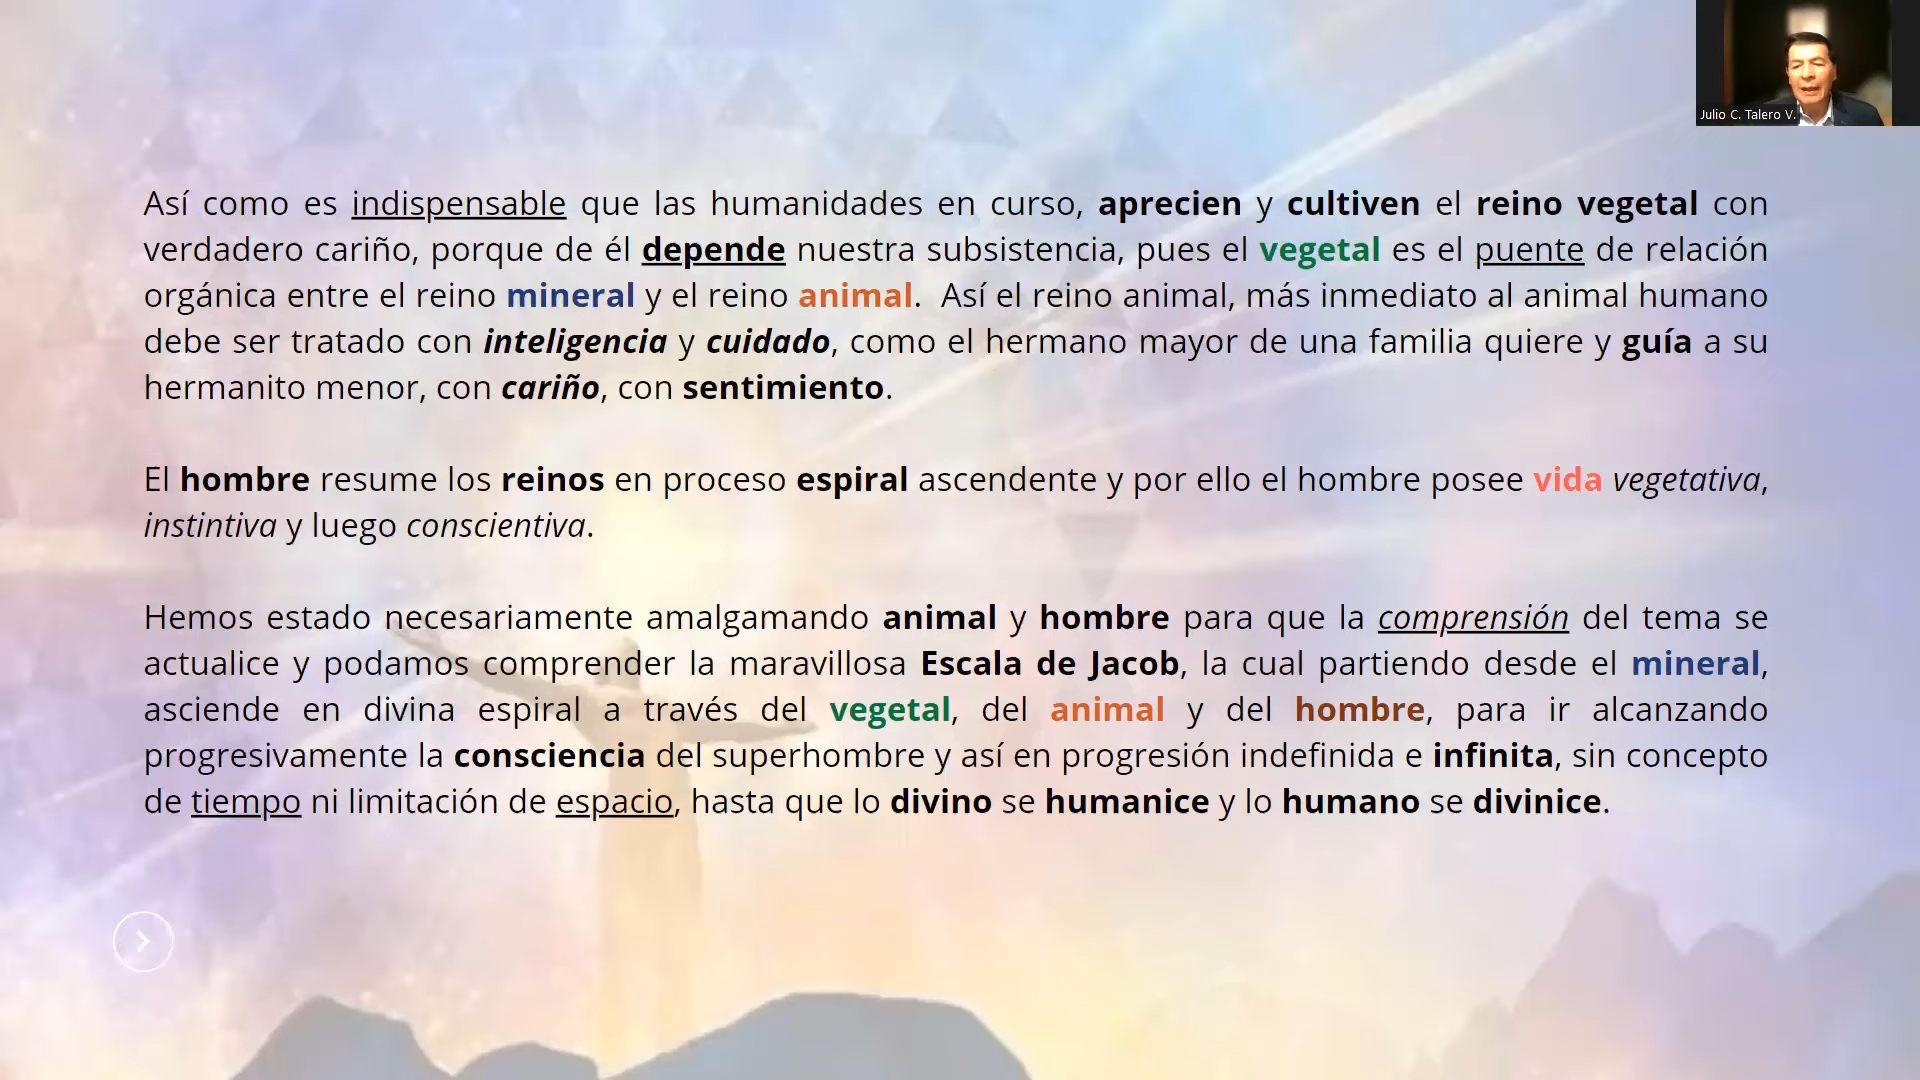 Julio C. Talero V.
Así como es indispensable que las humanidades en curso, aprecien y cultiven el reino vegetal con
verdadero cariño, porque de él depende nuestra subsistencia, pues el vegetal es el puente de relación
orgánica entre el reino mineral y el reino animal. Así el reino animal, más inmediato al animal humano
debe ser tratado con inteligencia y cuidado, como el hermano mayor de una familia quiere y guía a su
hermanito menor, con cariño, con sentimiento.
El hombre resume los reinos en proceso espiral ascendente y por ello el hombre posee vida vegetativa,
instintiva y luego conscientiva.
Hemos estado necesariamente amalgamando animal y hombre para que la comprensión del tema se
actualice y podamos comprender la maravillosa Escala de Jacob, la cual partiendo desde el mineral,
asciende en divina espiral a través del vegetal, del animal y del hombre, para ir alcanzando
progresivamente la consciencia del superhombre y así en progresión indefinida e infinita, sin concepto
de tiempo ni limitación de espacio, hasta que lo divino se humanice y lo humano se divinice.